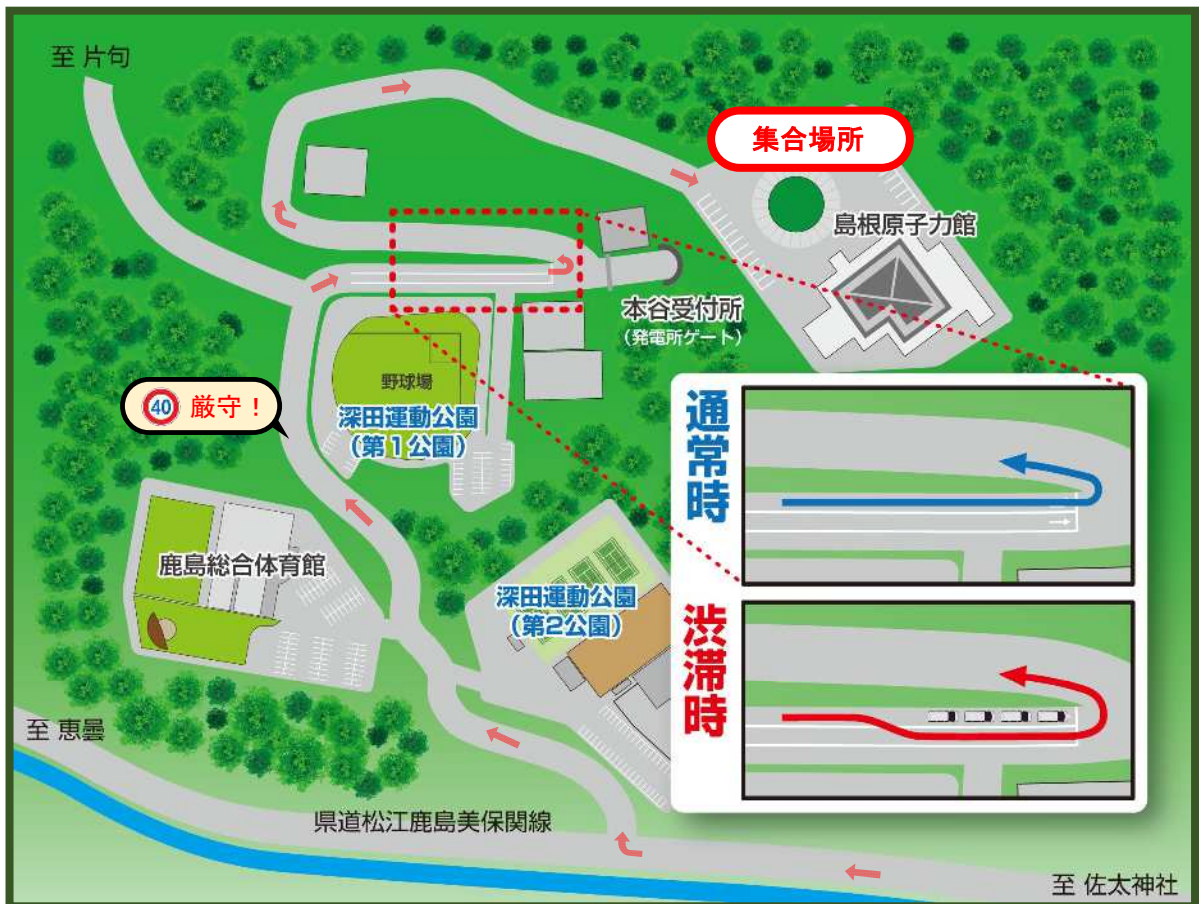 至 片句
集合場所
島根原子力館
本谷受付所
(発電所ゲート)
野球場
深田運動公園
(第1公園)
40 厳守!
通常時
鹿島総合体育館
深田運動公園
(第2公園)
渋滞時
至 恵曇
県道松江鹿島美保関線
至 佐太神社